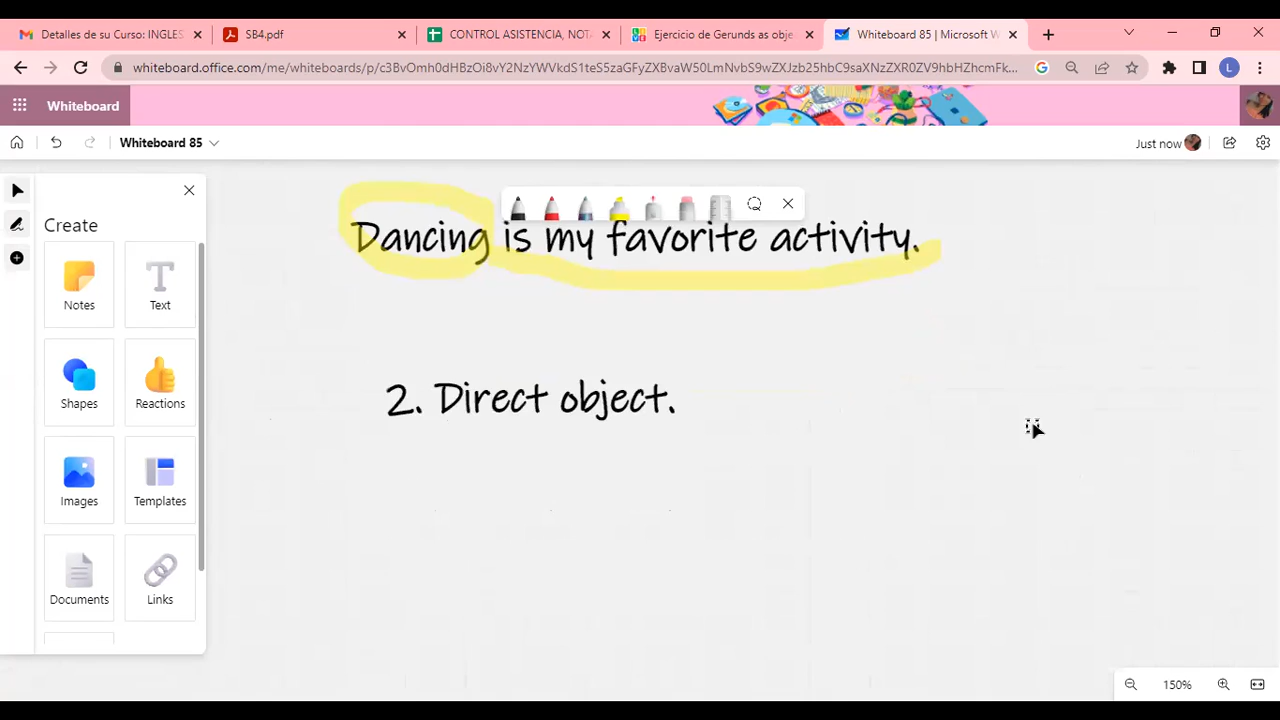 Detalles de su Curso: INGLES
SB4.pdf
CONTROL ASISTENCIA, NOTA
Ejercicio de Gerunds as obje
Whiteboard 85 | Microsoft W
whiteboard.office.com/me/whiteboards/p/c3BvOmh0dHBzOi8vY2NzYWVkdS1teS5zaGFyZXBvaW50LmNvbS9wZXJzb25hbC9saXNzZXR0ZV9hbHZhcmFk...
L
Whiteboard
Whiteboard 85
Just now
Create
Notes
Text
Shapes
Reactions
Images
Templates
Documents
Links
Dancing is my favorite activity.
2. Direct object.
150%